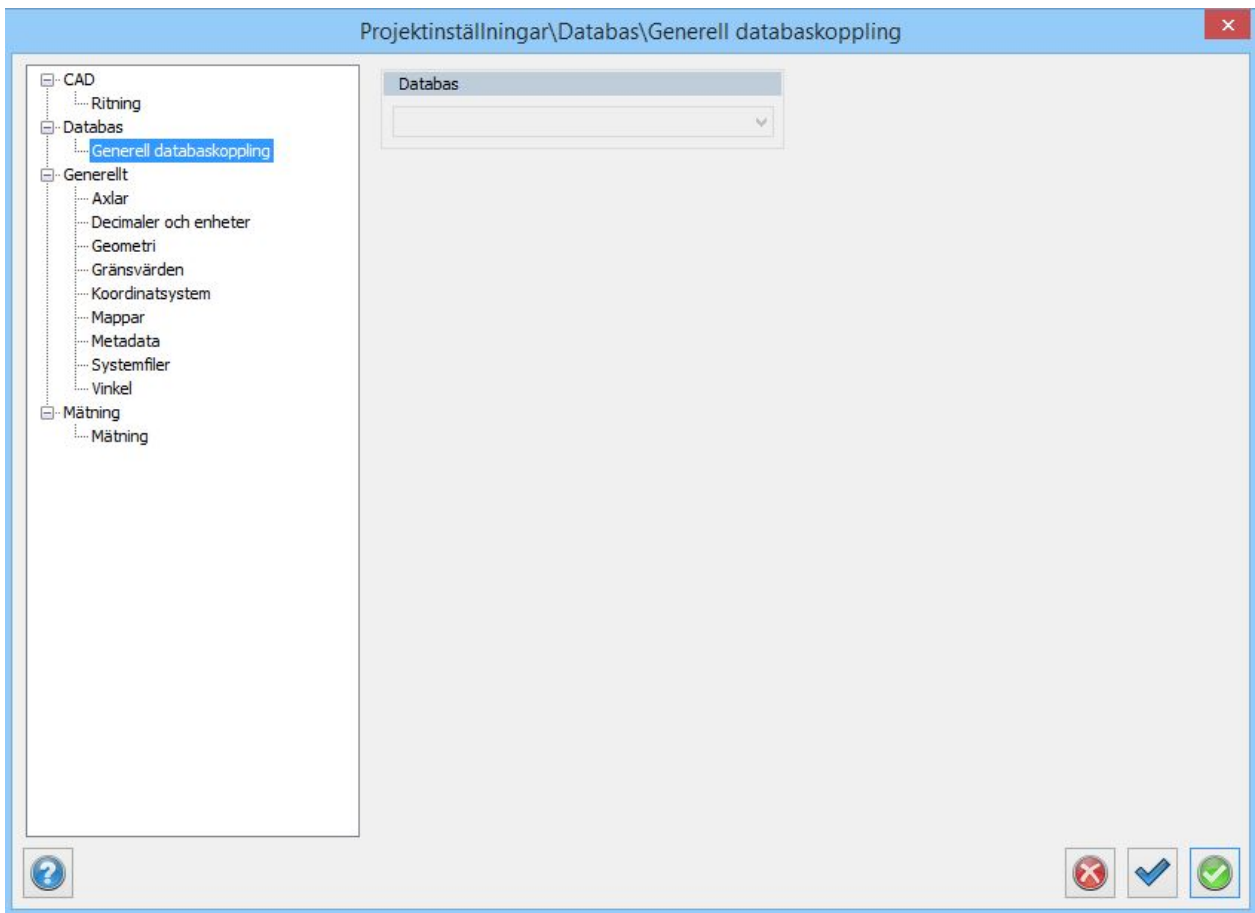 Projektinställningar\Databas\Generell databaskoppling
CAD
Ritning
Databas
Generell databaskoppling
Generellt
Axlar
Decimaler och enheter
Geometri
Gränsvärden
Koordinatsystem
Mappar
Metadata
Systemfiler
Vinkel
Mätning
Mätning
Databas